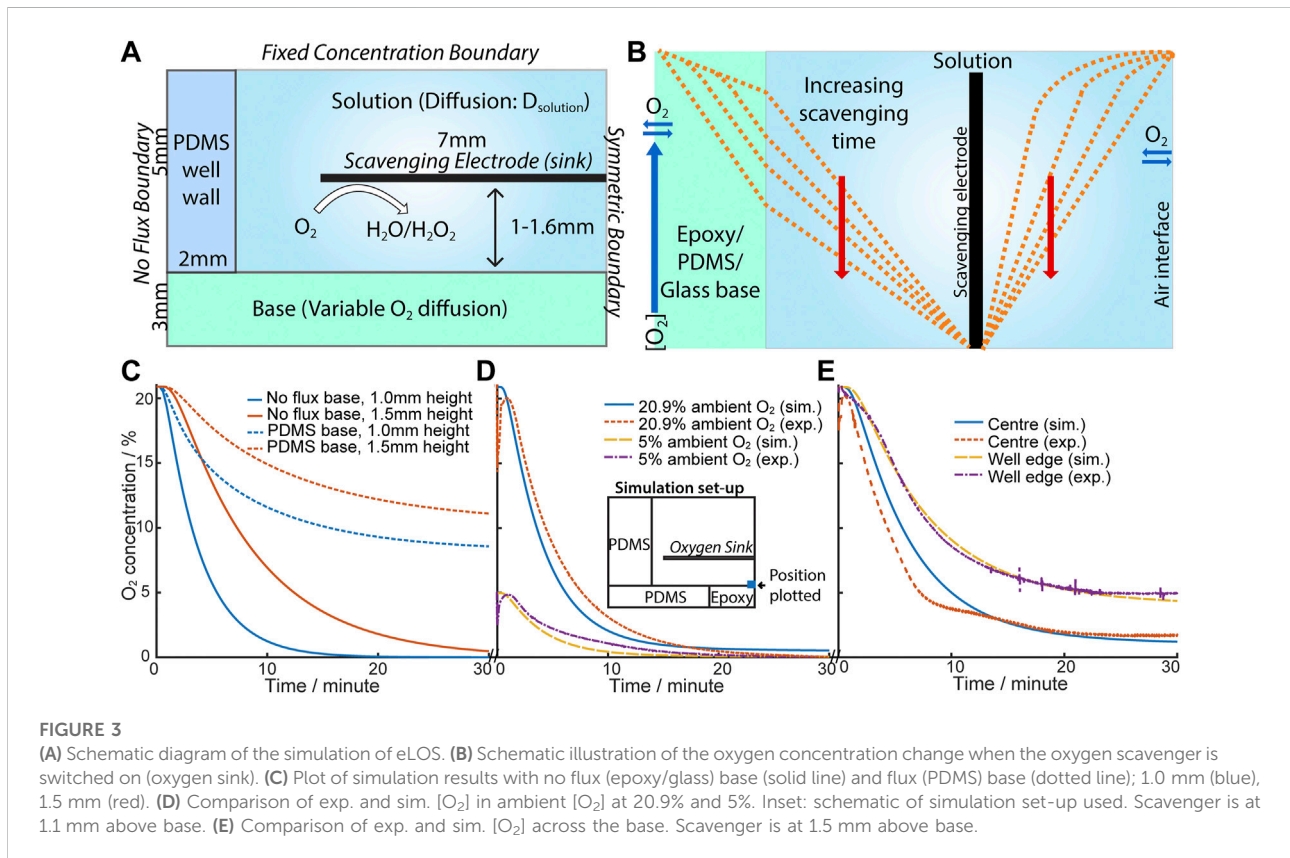 A
Fixed Concentration Boundary
No Flux Boundary
5mm
PDMS
well
wall
2mm
Solution (Diffusion: Dsolution)
7mm
Scavenging Electrode (sink)
O2
H2O/H2O2
1-1.6mm
Symmetric Boundary
3mm
Base (Variable O2 diffusion)
B
Solution
O2
Increasing
scavenging
time
Scavenging electrode
O2
Air interface
Epoxy/
PDMS/
Glass base
[O2]
C
No flux base, 1.0mm height
No flux base, 1.5mm height
PDMS base, 1.0mm height
PDMS base, 1.5mm height
O2 concentration / %
20
15
10
5
0
0
10
20
30
Time / minute
D
20.9% ambient O2 (sim.)
20.9% ambient O2 (exp.)
5% ambient O2 (sim.)
5% ambient O2 (exp.)
Simulation set-up
PDMS
Oxygen Sink
PDMS
Epoxy
Position
plotted
0
10
20
30
Time / minute
E
Centre (sim.)
Centre (exp.)
Well edge (sim.)
Well edge (exp.)
0
10
20
30
Time / minute
FIGURE 3
(A) Schematic diagram of the simulation of eLOS. (B) Schematic illustration of the oxygen concentration change when the oxygen scavenger is
switched on (oxygen sink). (C) Plot of simulation results with no flux (epoxy/glass) base (solid line) and flux (PDMS) base (dotted line); 1.0 mm (blue),
1.5 mm (red). (D) Comparison of exp. and sim. [O2] in ambient [O2] at 20.9% and 5%. Inset: schematic of simulation set-up used. Scavenger is at
1.1 mm above base. (E) Comparison of exp. and sim. [O2] across the base. Scavenger is at 1.5 mm above base.